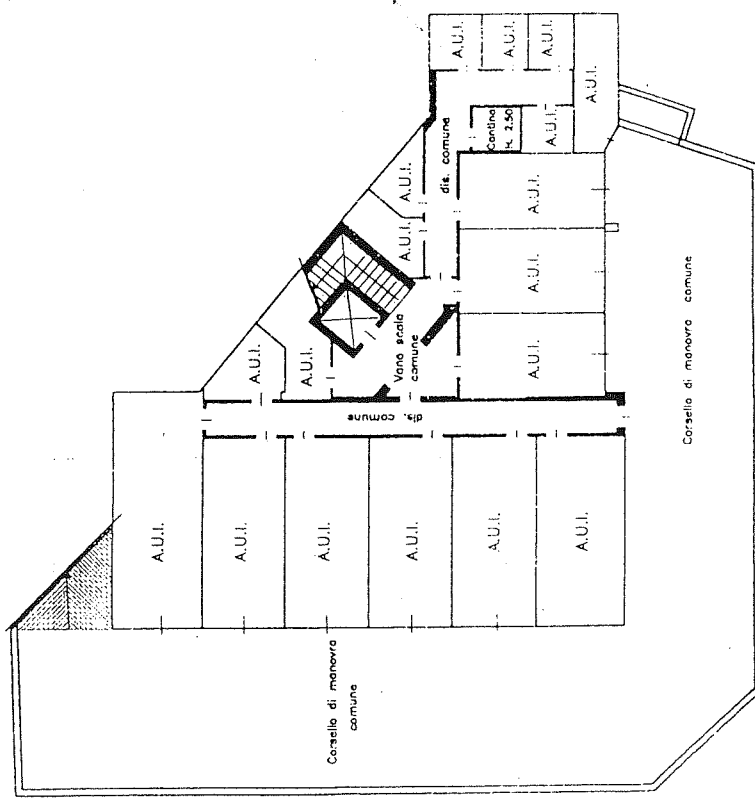 Corsello di manovra
comune
A.U.I.
A.U.I.
A.U.I.
A.U.I.
A.U.I.
A.U.I.
dis. comune
A.U.I.
A.U.I.
Vano scala
comune
A.U.I.
A.U.I.
dis. comune
A.U.I.
A.U.I.
A.U.I.
Cantina
H. 2.50
A.U.I.
A.U.I.
A.U.I.
A.U.I.
A.U.I.
Corsello di manovra comune